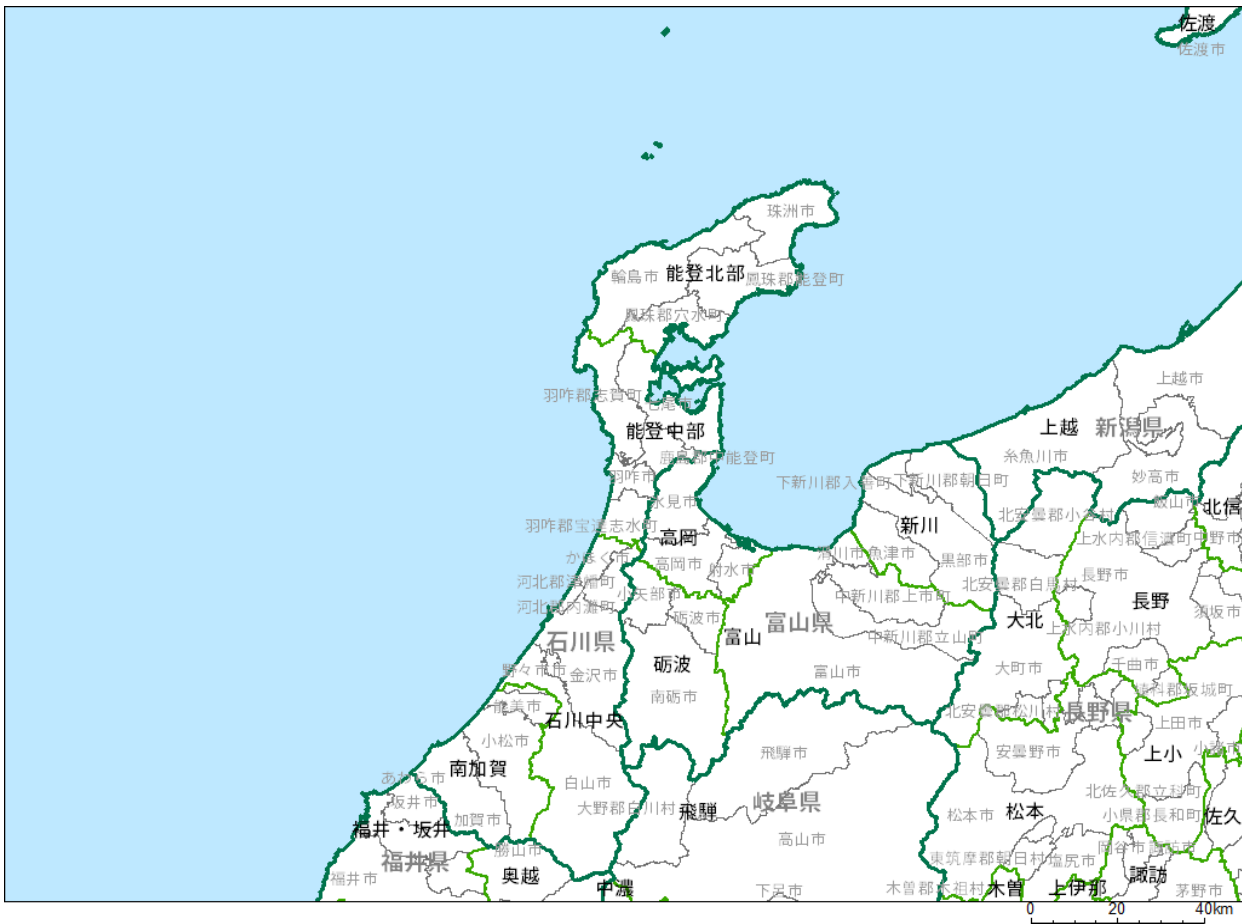 佐渡
佐渡市
珠洲市
輪島市
能登北部
鳳珠郡能登町
鳳珠郡穴水町
羽咋郡志賀町
七尾市
能登中部
鹿島郡中能登町
羽咋市
氷見市
羽咋郡宝達志水町
高岡
かほく市
高岡市
射水市
河北郡津幡町
小矢部市
河北郡内灘町
砺波市
石川県
砺波
野々市市
金沢市
南砺市
能美市
石川中央
小松市
南加賀
あわら市
白山市
坂井市
大野郡白川村
加賀市
福井・坂井
勝山市
福井県
奥越
福井市
中濃
上越市
上越
新潟県
糸魚川市
妙高市
下新川郡入善町
下新川郡朝日町
飯山市
北信
北安曇郡小谷村
新川
上水内郡信濃町
中野市
滑川市
魚津市
黒部市
長野市
北安曇郡白馬村
中新川郡上市町
長野
須坂市
富山
富山県
大北
上水内郡小川村
中新川郡立山町
富山市
大町市
千曲市
埴科郡坂城町
北安曇郡松川村
長野県
上田市
飛騨市
安曇野市
上小
小諸市
北佐久郡立科町
飛騨
岐阜県
松本市
松本
小県郡長和町
佐久
高山市
岡谷市
諏訪市
東筑摩郡朝日村
塩尻市
諏訪
下呂市
木曽郡木祖村
木曽
上伊那
茅野市
0 20 40km